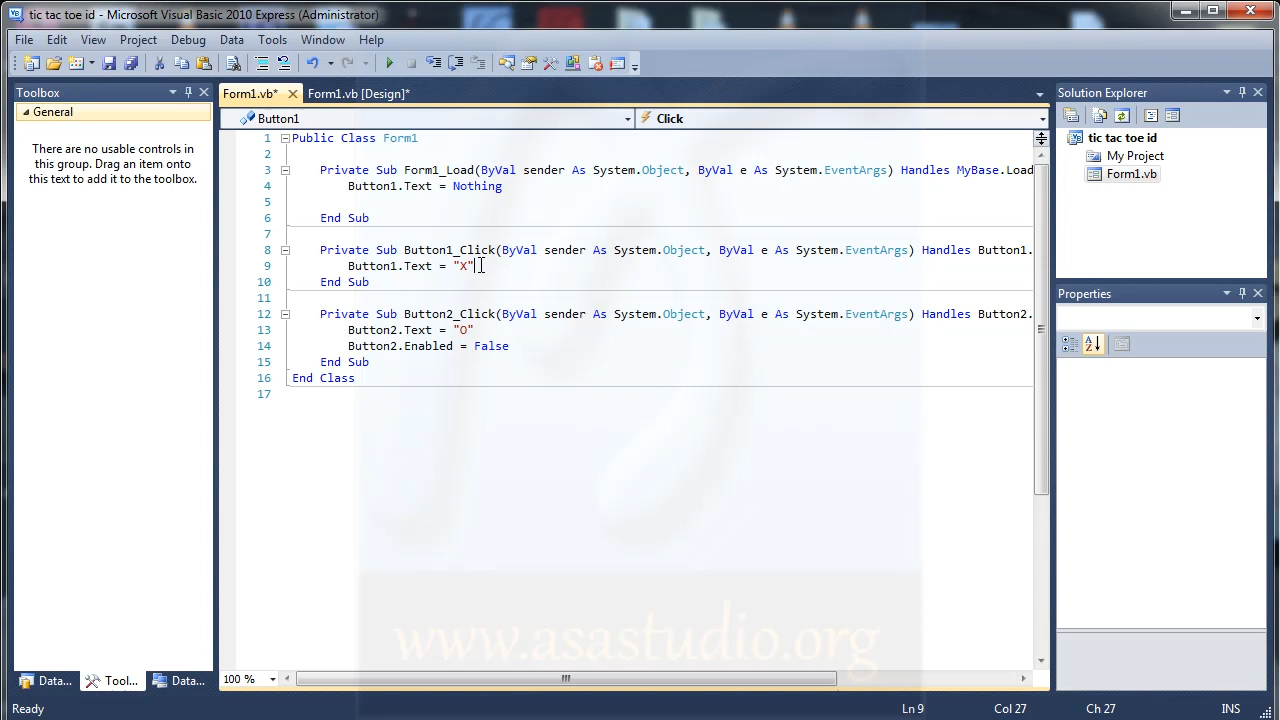 tic tac toe id - Microsoft Visual Basic 2010 Express (Administrator)
File Edit View Project Debug Data Tools Window Help
Toolbox
General
There are no usable controls in
this group. Drag an item onto
this text to add it to the toolbox.
Data... Tool... Data...
Form1.vb* Form1.vb [Design]*
Button1 Click
1 Public Class Form1
2
3 Private Sub Form1_Load(ByVal sender As System.Object, ByVal e As System.EventArgs) Handles MyBase.Load
4 Button1.Text = Nothing
5
6 End Sub
7
8 Private Sub Button1_Click(ByVal sender As System.Object, ByVal e As System.EventArgs) Handles Button1.
9 Button1.Text = "X"
10 End Sub
11
12 Private Sub Button2_Click(ByVal sender As System.Object, ByVal e As System.EventArgs) Handles Button2.
13 Button2.Text = "O"
14 Button2.Enabled = False
15 End Sub
16 End Class
17
www.asastudio.org
100 %
Solution Explorer
tic tac toe id
My Project
Form1.vb
Properties
Ready Ln 9 Col 27 Ch 27 INS